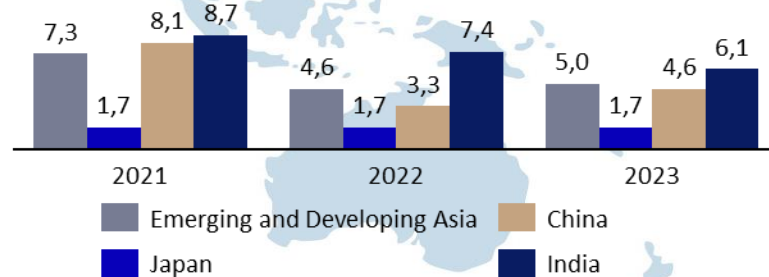 7,3 1,7 8,1 8,7
4,6 1,7 3,3 7,4
5,0 1,7 4,6 6,1
2021 2022 2023
Emerging and Developing Asia China
Japan India